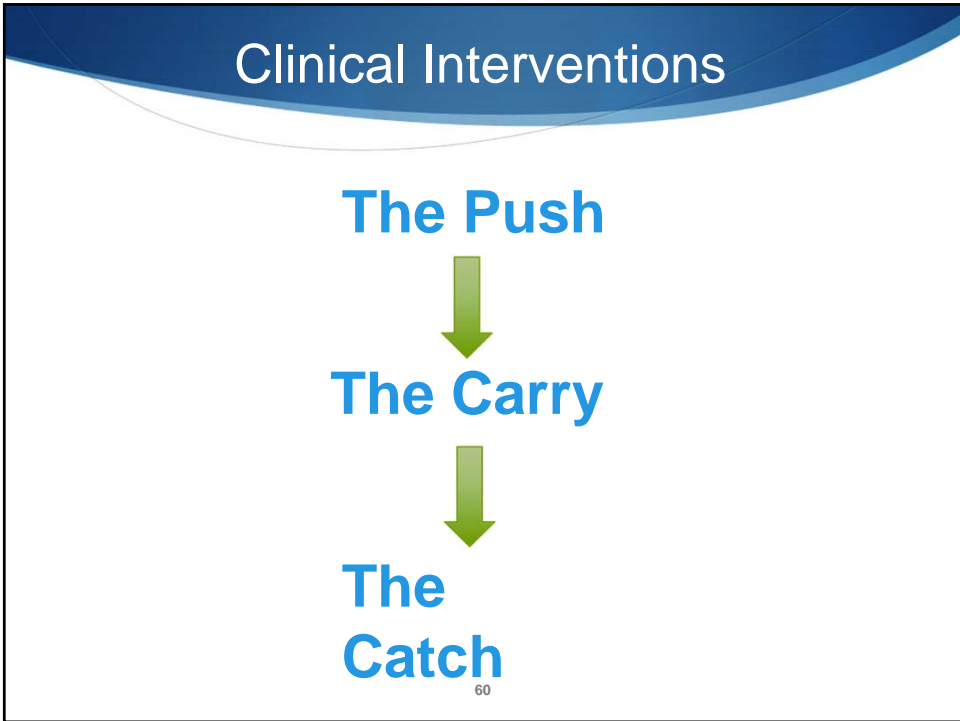 Clinical Interventions
The Push
The Carry
The
Catch
60